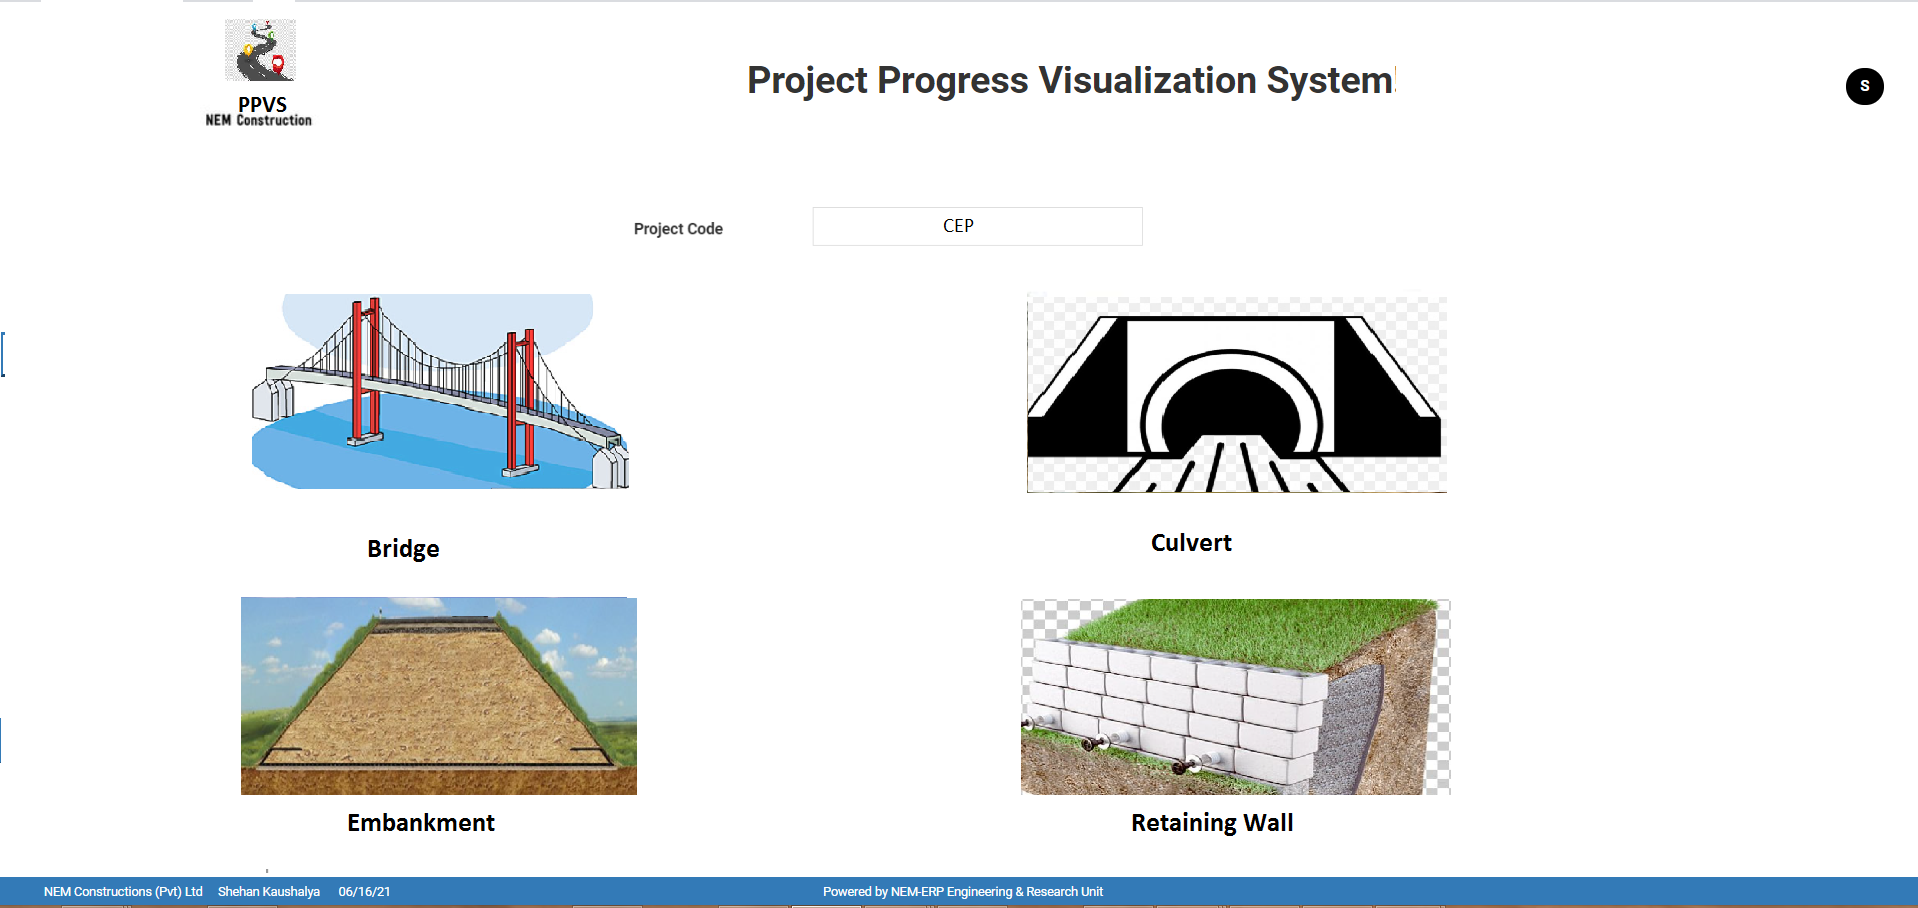 PPVS
NEM Construction
Project Progress Visualization System!
S
Project Code
CEP
Bridge
Culvert
Embankment
Retaining Wall
NEM Constructions (Pvt) Ltd Shehan Kaushalya 06/16/21
Powered by NEM-ERP Engineering & Research Unit